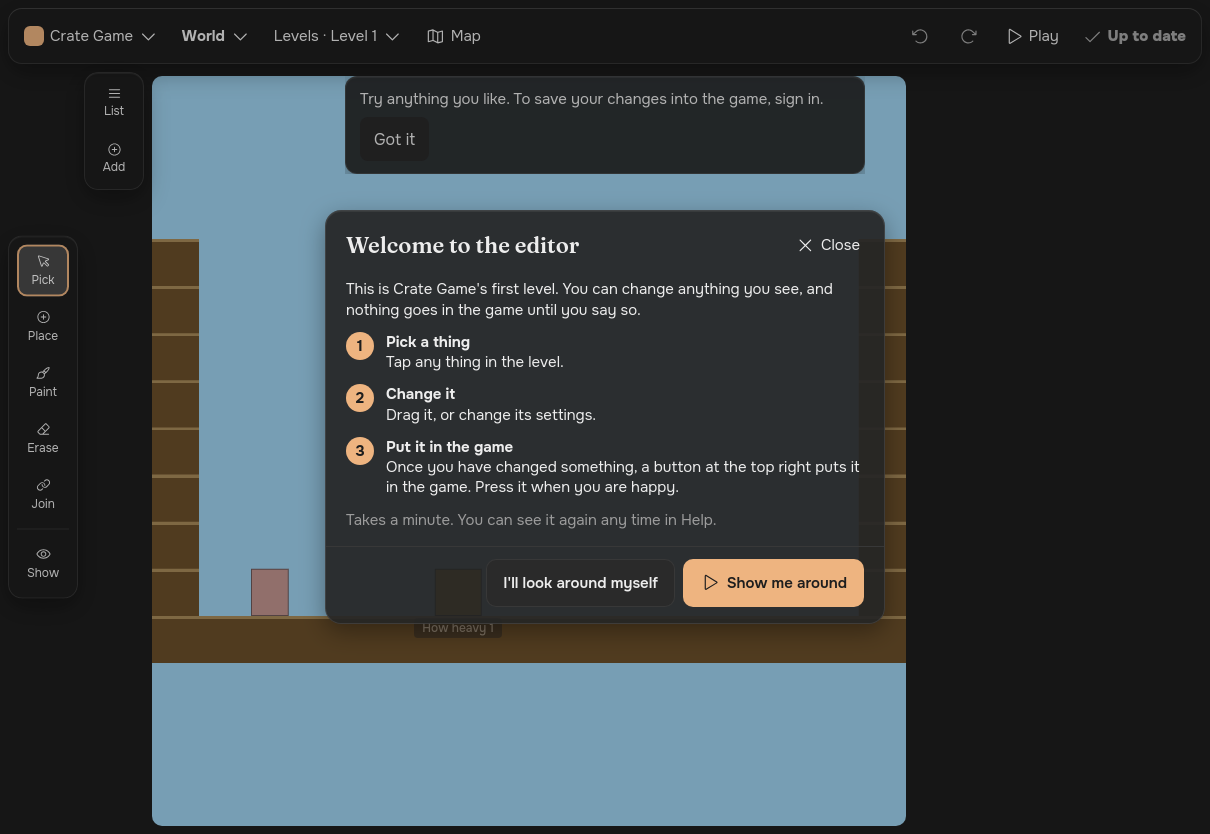 Crate Game
World
Levels · Level 1
Map
Play
Up to date
List
Add
Try anything you like. To save your changes into the game, sign in.
Got it
Pick
Place
Paint
Erase
Join
Show
Welcome to the editor
Close
This is Crate Game's first level. You can change anything you see, and
nothing goes in the game until you say so.
1
Pick a thing
Tap any thing in the level.
2
Change it
Drag it, or change its settings.
3
Put it in the game
Once you have changed something, a button at the top right puts it
in the game. Press it when you are happy.
Takes a minute. You can see it again any time in Help.
I'll look around myself
Show me around
How heavy 1